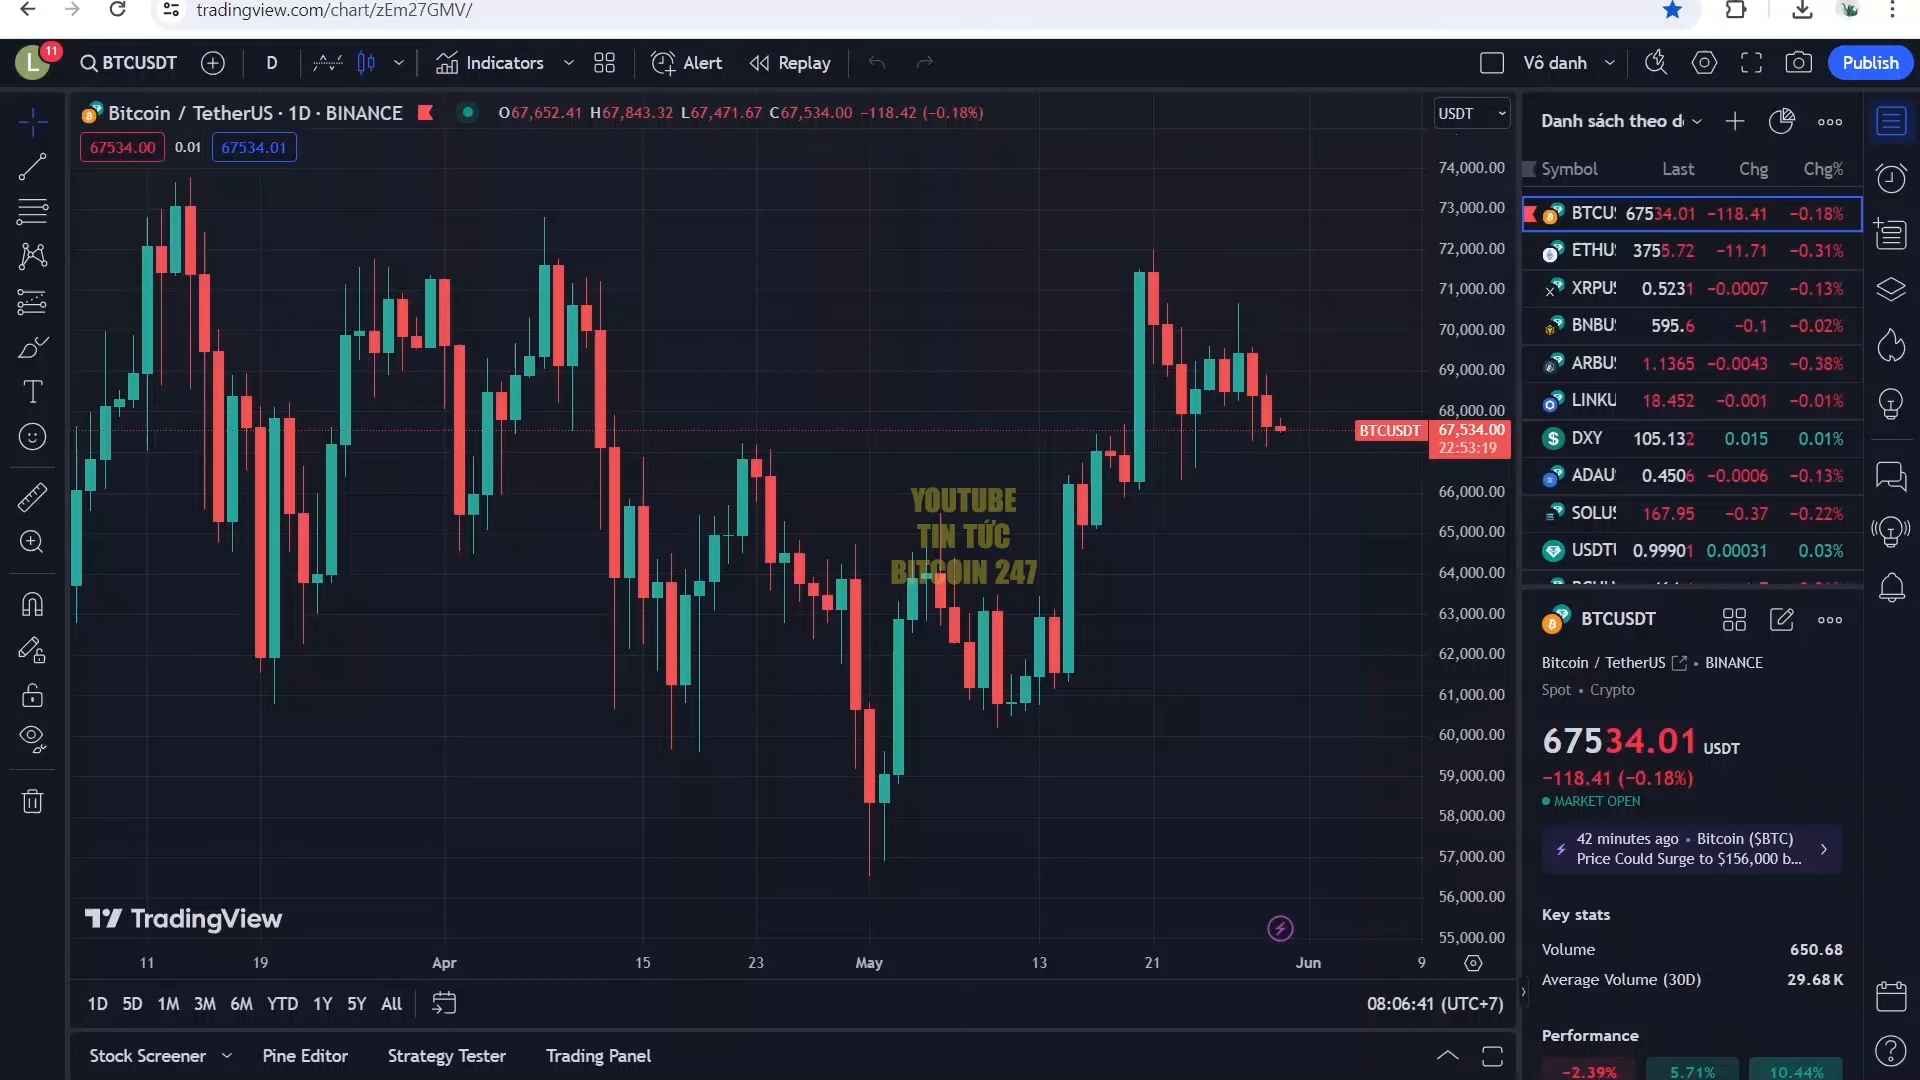 tradingview.com/chart/zEm27GMV/
L
11
BTCUSDT
D
Indicators
Alert
Replay
Vô danh
Publish
Bitcoin / TetherUS · 1D · BINANCE
O67,652.41 H67,843.32 L67,471.67 C67,534.00 −118.42 (−0.18%)
67534.00
0.01
67534.01
USDT
74,000.00
73,000.00
72,000.00
71,000.00
70,000.00
69,000.00
68,000.00
BTCUSDT
67,534.00
22:53:19
66,000.00
65,000.00
64,000.00
63,000.00
62,000.00
61,000.00
60,000.00
59,000.00
58,000.00
57,000.00
56,000.00
55,000.00
YOUTUBE
TIN TỨC
BITCOIN 247
TradingView
11 19 Apr 15 23 May 13 21 Jun 9
1D 5D 1M 3M 6M YTD 1Y 5Y All
08:06:41 (UTC+7)
Stock Screener
Pine Editor
Strategy Tester
Trading Panel
Danh sách theo d
Symbol Last Chg Chg%
BTCU 67534.01 −118.41 −0.18%
ETHU 3755.72 −11.71 −0.31%
XRPU 0.5231 −0.0007 −0.13%
BNBU 595.6 −0.1 −0.02%
ARBU 1.1365 −0.0043 −0.38%
LINKU 18.452 −0.001 −0.01%
DXY 105.132 0.015 0.01%
ADAU 0.4506 −0.0006 −0.13%
SOLU 167.95 −0.37 −0.22%
USDT 0.99901 0.00031 0.03%
BTCUSDT
Bitcoin / TetherUS • BINANCE
Spot • Crypto
67534.01 USDT
−118.41 (−0.18%)
MARKET OPEN
42 minutes ago • Bitcoin ($BTC)
Price Could Surge to $156,000 b...
Key stats
Volume 650.68
Average Volume (30D) 29.68K
Performance
−2.39% 5.71% 10.44%